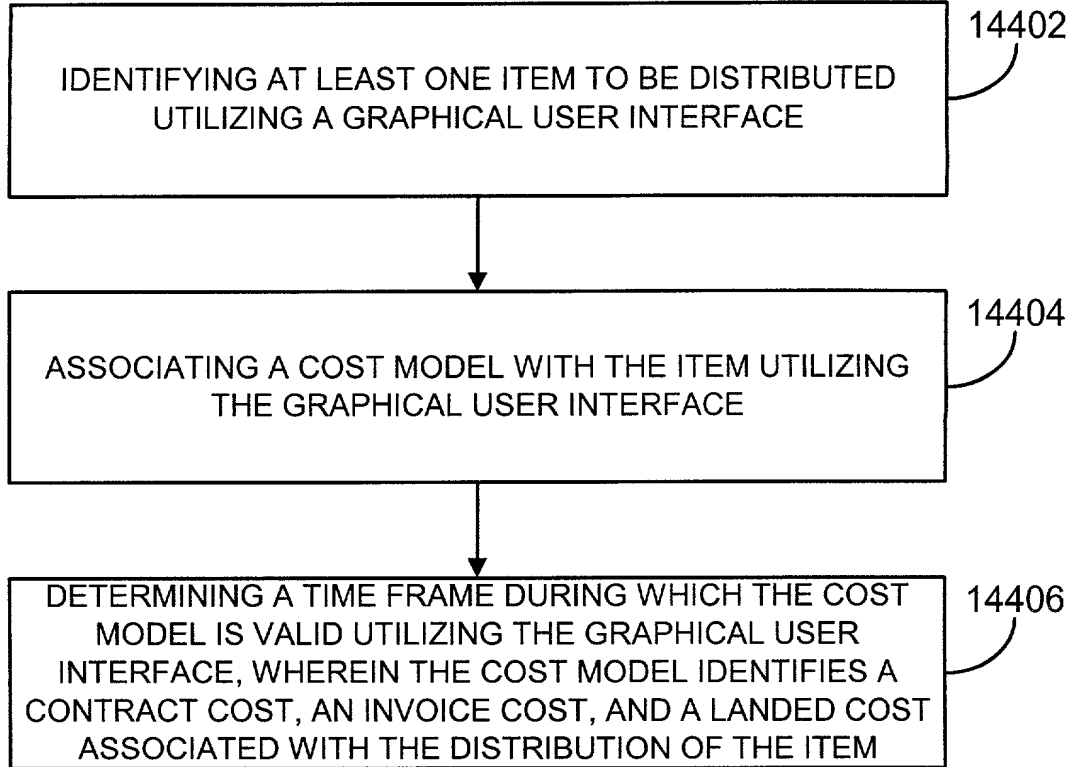 14402
IDENTIFYING AT LEAST ONE ITEM TO BE DISTRIBUTED
UTILIZING A GRAPHICAL USER INTERFACE
14404
ASSOCIATING A COST MODEL WITH THE ITEM UTILIZING
THE GRAPHICAL USER INTERFACE
14406
DETERMINING A TIME FRAME DURING WHICH THE COST
MODEL IS VALID UTILIZING THE GRAPHICAL USER
INTERFACE, WHEREIN THE COST MODEL IDENTIFIES A
CONTRACT COST, AN INVOICE COST, AND A LANDED COST
ASSOCIATED WITH THE DISTRIBUTION OF THE ITEM